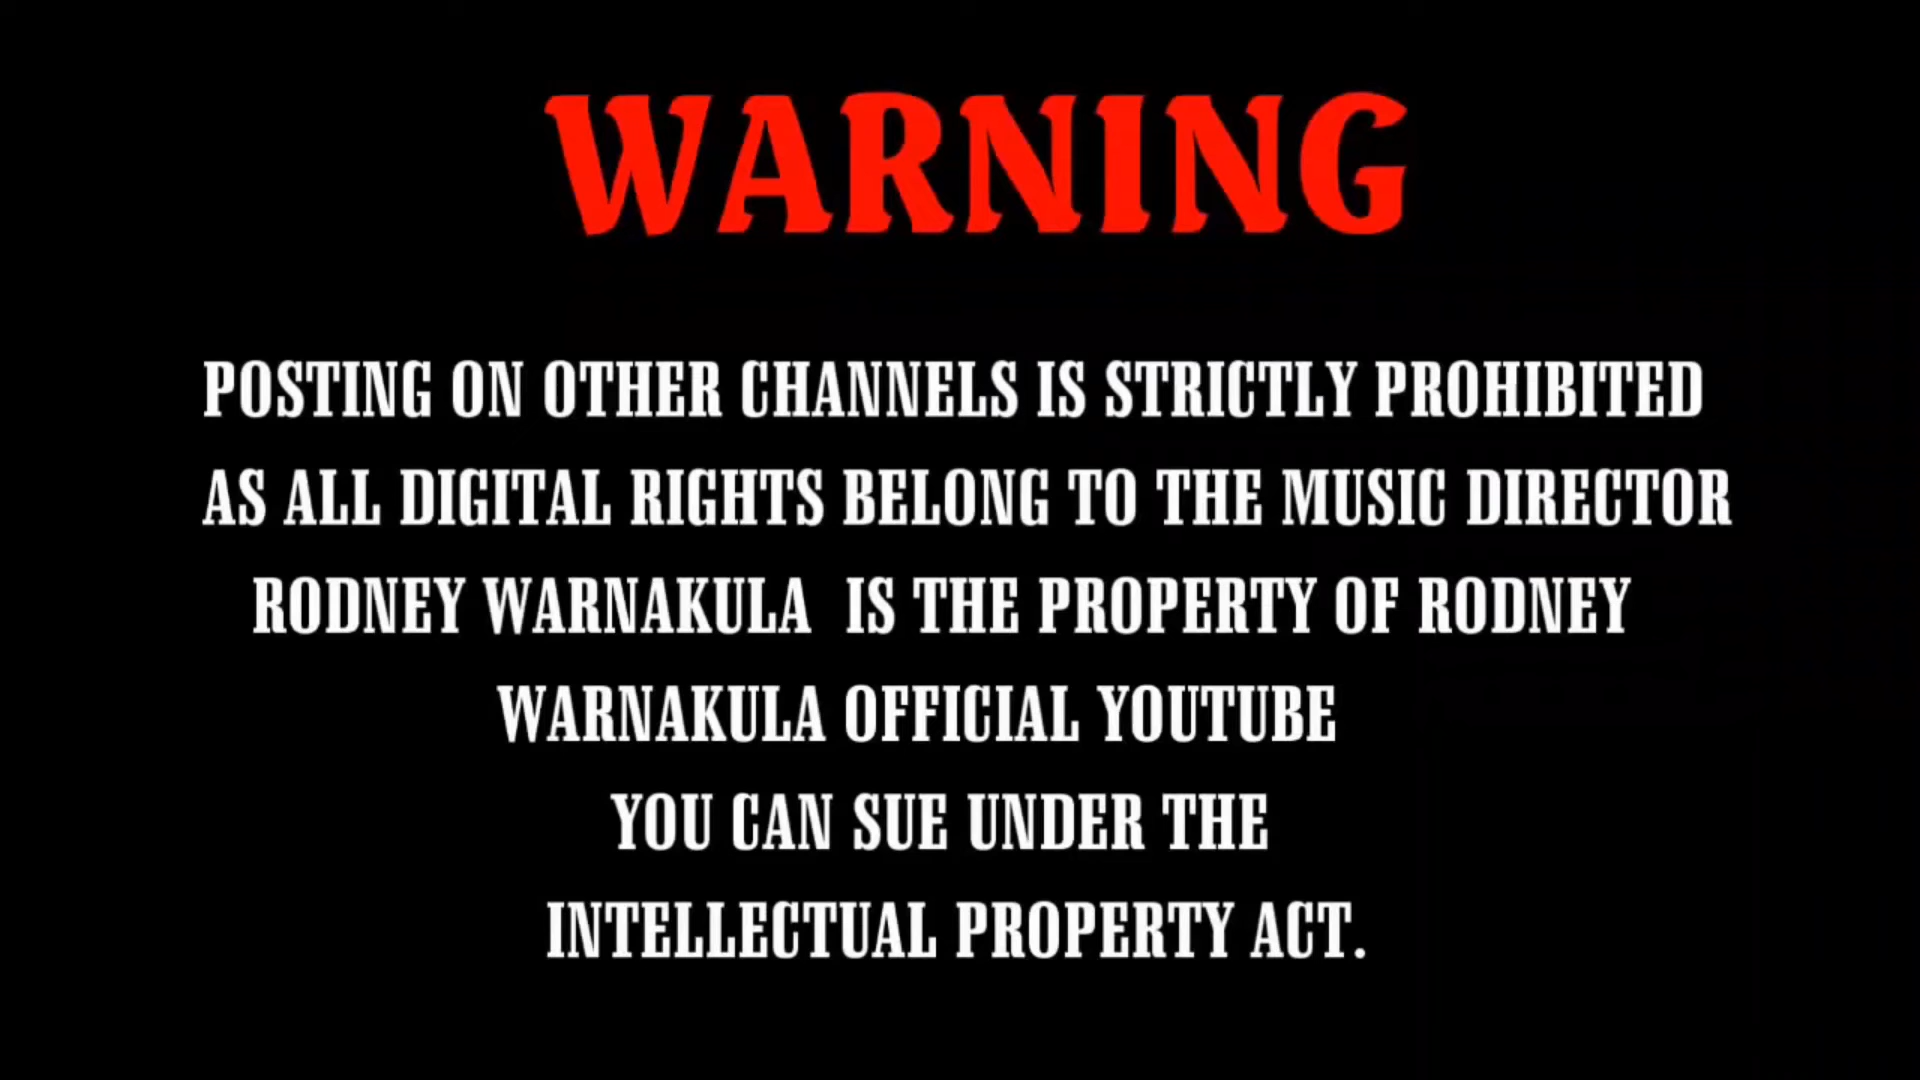 WARNING
POSTING ON OTHER CHANNELS IS STRICTLY PROHIBITED
AS ALL DIGITAL RIGHTS BELONG TO THE MUSIC DIRECTOR
RODNEY WARNAKULA IS THE PROPERTY OF RODNEY
WARNAKULA OFFICIAL YOUTUBE
YOU CAN SUE UNDER THE
INTELLECTUAL PROPERTY ACT.